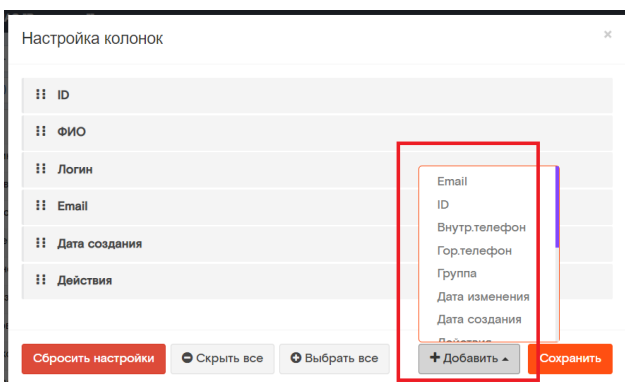 Настройка колонок
×
ID
ФИО
Логин
Email
Дата создания
Действия
Email
ID
Внутр.телефон
Гор.телефон
Группа
Дата изменения
Дата создания
Действия
Сбросить настройки
Скрыть все
Выбрать все
Добавить
Сохранить